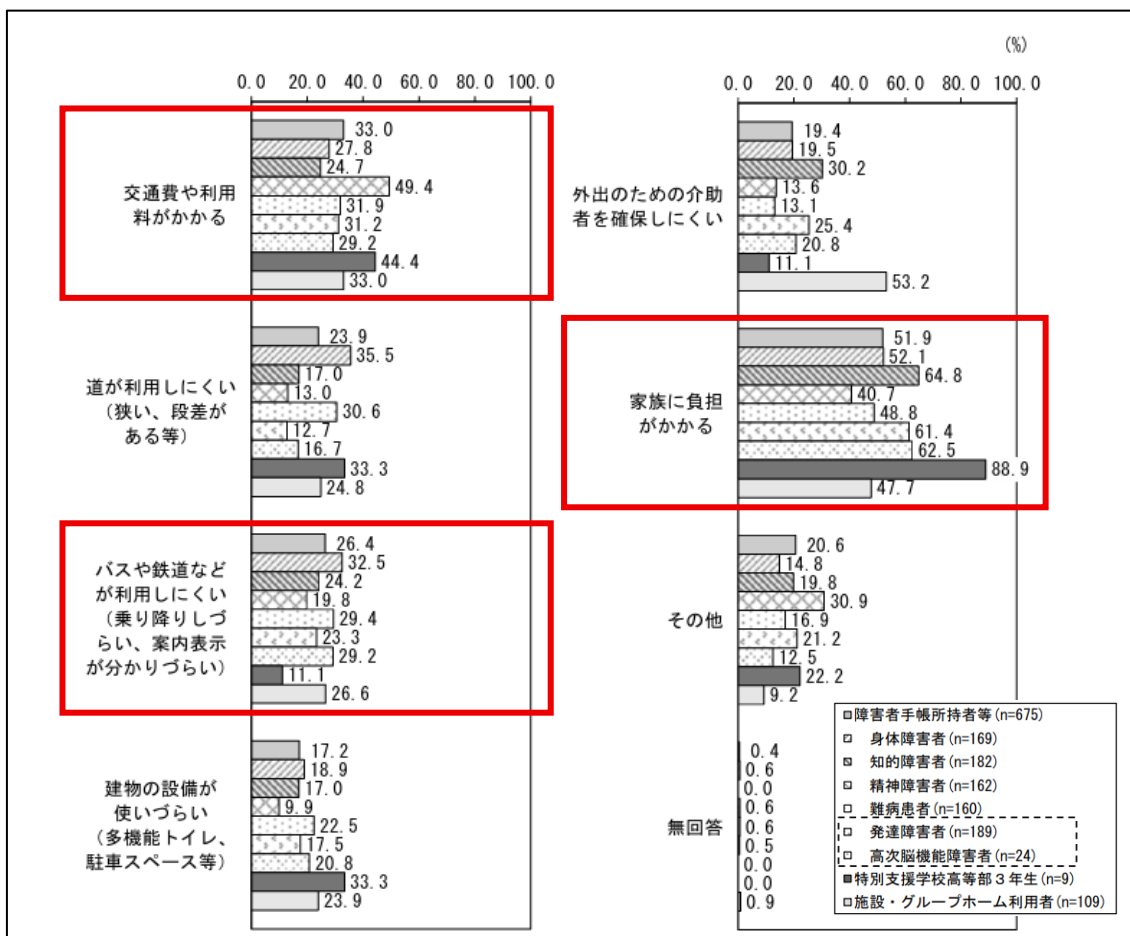 (%)
0.0 20.0 40.0 60.0 80.0 100.0
交通費や利用
料がかかる
33.0
27.8
24.7
49.4
31.9
31.2
29.2
44.4
33.0
道が利用しにくい
(狭い、段差が
ある等)
23.9
35.5
17.0
13.0
30.6
12.7
16.7
33.3
24.8
バスや鉄道など
が利用しにくい
(乗り降りしづ
らい、案内表示
が分かりづらい)
26.4
32.5
24.2
19.8
29.4
23.3
29.2
11.1
26.6
建物の設備が
使いづらい
(多機能トイレ、
駐車スペース等)
17.2
18.9
17.0
9.9
22.5
17.5
20.8
33.3
23.9
0.0 20.0 40.0 60.0 80.0 100.0
外出のための介助
者を確保しにくい
19.4
19.5
30.2
13.6
13.1
25.4
20.8
11.1
53.2
家族に負担
がかかる
51.9
52.1
64.8
40.7
48.8
61.4
62.5
88.9
47.7
その他
20.6
14.8
19.8
30.9
16.9
21.2
12.5
22.2
9.2
無回答
0.4
0.6
0.0
0.6
0.6
0.5
0.0
0.0
0.9
障害者手帳所持者等(n=675)
身体障害者(n=169)
知的障害者(n=182)
精神障害者(n=162)
難病患者(n=160)
発達障害者(n=189)
高次脳機能障害者(n=24)
特別支援学校高等部3年生(n=9)
施設・グループホーム利用者(n=109)